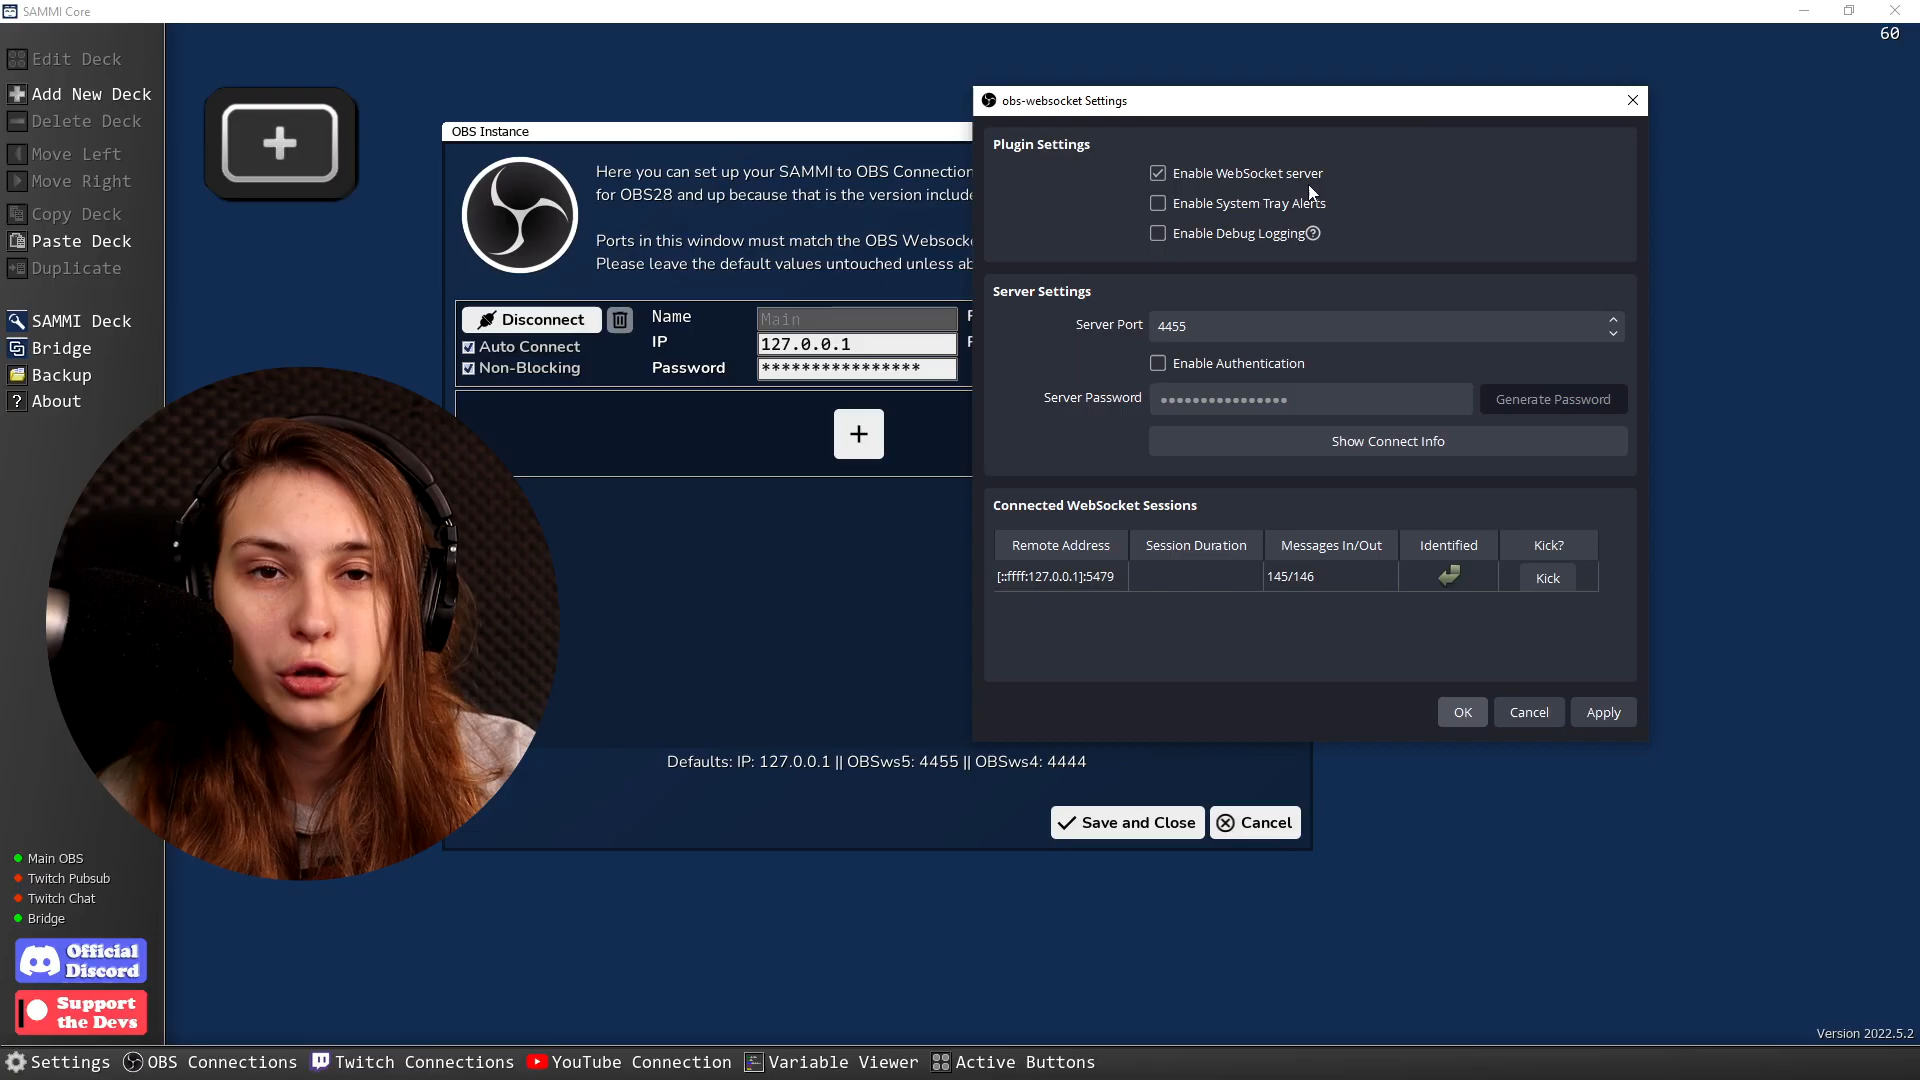 SAMMI Core
60
Edit Deck
Add New Deck
Delete Deck
Move Left
Move Right
Copy Deck
Paste Deck
Duplicate
SAMMI Deck
Bridge
Backup
? About
OBS Instance
Here you can set up your SAMMI to OBS Connection
for OBS28 and up because that is the version include
Ports in this window must match the OBS Websock
Please leave the default values untouched unless ab
Disconnect
Auto Connect
Non-Blocking
Name
Main
IP
127.0.0.1
Password
****************
+
Defaults: IP: 127.0.0.1 || OBSws5: 4455 || OBSws4: 4444
Save and Close
Cancel
obs-websocket Settings
Plugin Settings
Enable WebSocket server
Enable System Tray Alerts
Enable Debug Logging
Server Settings
Server Port
4455
Enable Authentication
Server Password
Generate Password
Show Connect Info
Connected WebSocket Sessions
Remote Address Session Duration Messages In/Out Identified Kick?
[::ffff:127.0.0.1]:5479 145/146 Kick
OK
Cancel
Apply
Main OBS
Twitch Pubsub
Twitch Chat
Bridge
Official
Discord
Support
the Devs
Version 2022.5.2
Settings
OBS Connections
Twitch Connections
YouTube Connection
Variable Viewer
Active Buttons